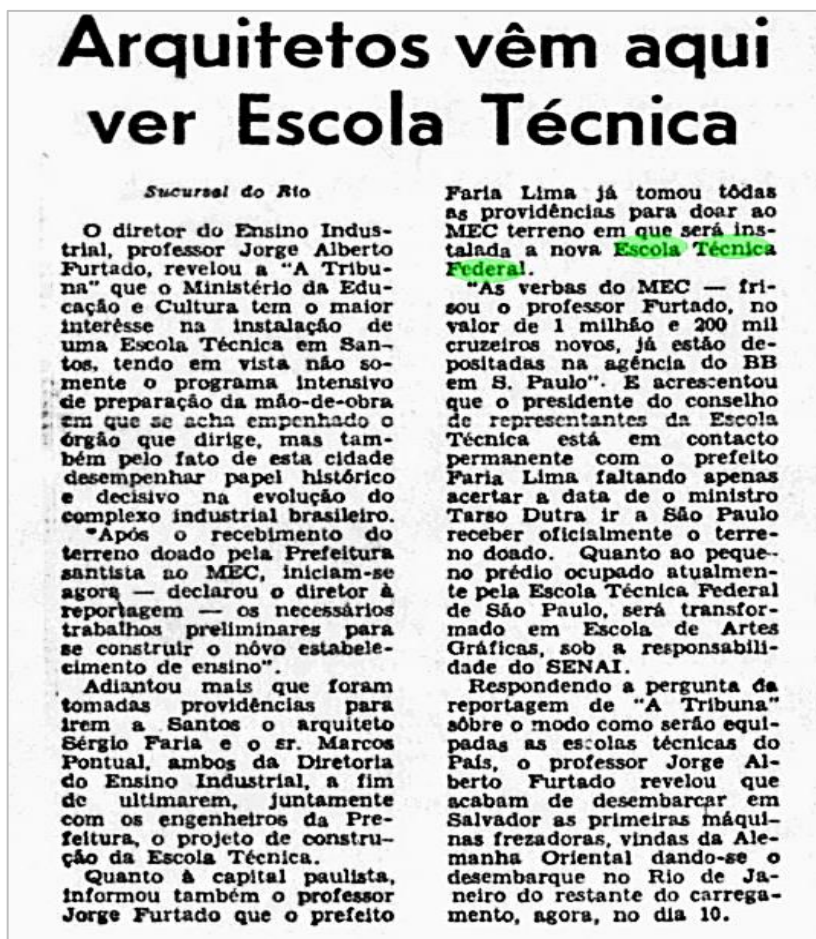 Arquitetos vêm aqui
ver Escola Técnica
Sucursal do Rio
O diretor do Ensino Indus-
trial, professor Jorge Alberto
Furtado, revelou a "A Tribu-
na" que o Ministério da Edu-
cação e Cultura tem o maior
interêsse na instalação de
uma Escola Técnica em San-
tos, tendo em vista não so-
mente o programa intensivo
de preparação da mão-de-obra
em que se acha empenhado o
órgão que dirige, mas tam-
bém pelo fato de esta cidade
desempenhar papel histórico
e decisivo na evolução do
complexo industrial brasileiro.
"Após o recebimento do
terreno doado pela Prefeitura
santista ao MEC, iniciam-se
agora — declarou o diretor à
reportagem — os necessários
trabalhos preliminares para
se construir o nôvo estabele-
cimento de ensino".
Adiantou mais que foram
tomadas providências para
irem a Santos o arquiteto
Sérgio Faria e o sr. Marcos
Pontual, ambos da Diretoria
do Ensino Industrial, a fim
de ultimarem, juntamente
com os engenheiros da Pre-
feitura, o projeto de constru-
ção da Escola Técnica.
Quanto à capital paulista,
informou também o professor
Jorge Furtado que o prefeito
Faria Lima já tomou tôdas
as providências para doar ao
MEC terreno em que será ins-
talada a nova Escola Técnica
Federal.
"As verbas do MEC — fri-
sou o professor Furtado, no
valor de 1 milhão e 200 mil
cruzeiros novos, já estão de-
positadas na agência do BB
em S. Paulo". E acrescentou
que o presidente do conselho
de representantes da Escola
Técnica está em contacto
permanente com o prefeito
Faria Lima faltando apenas
acertar a data de o ministro
Tarso Dutra ir a São Paulo
receber oficialmente o terre-
no doado. Quanto ao peque-
no prédio ocupado atualmen-
te pela Escola Técnica Federal
de São Paulo, será transfor-
mado em Escola de Artes
Gráficas, sob a responsabili-
dade do SENAI.
Respondendo a pergunta da
reportagem de "A Tribuna"
sôbre o modo como serão equi-
padas as escolas técnicas do
País, o professor Jorge Al-
berto Furtado revelou que
acabam de desembarcar em
Salvador as primeiras máqui-
nas frezadoras, vindas da Ale-
manha Oriental dando-se o
desembarque no Rio de Ja-
neiro do restante do carrega-
mento, agora, no dia 10.